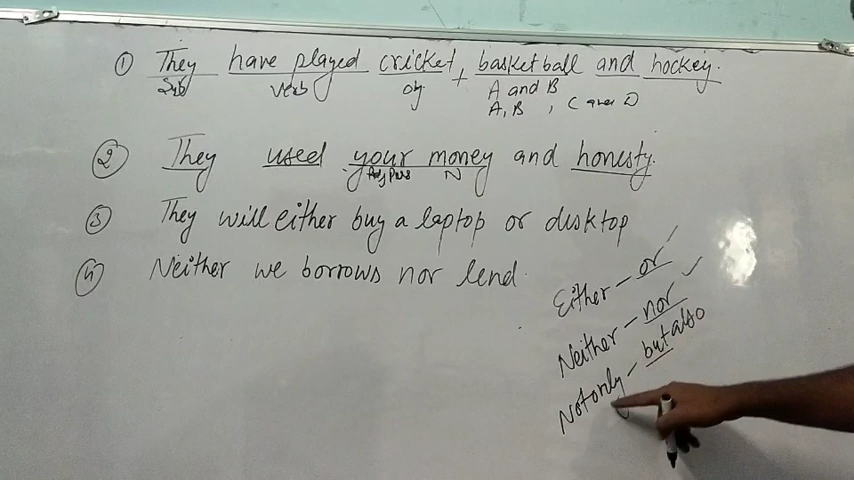 ① They have played cricket + basketball and hockey.
Sub Verb Obj A and B
A, B, C and D
② They used your money and honesty.
Adj Poss N
③ They will either buy a laptop or desktop
④ Neither we borrows nor lend.
Either – or
Neither – nor ✓
Not only – but also